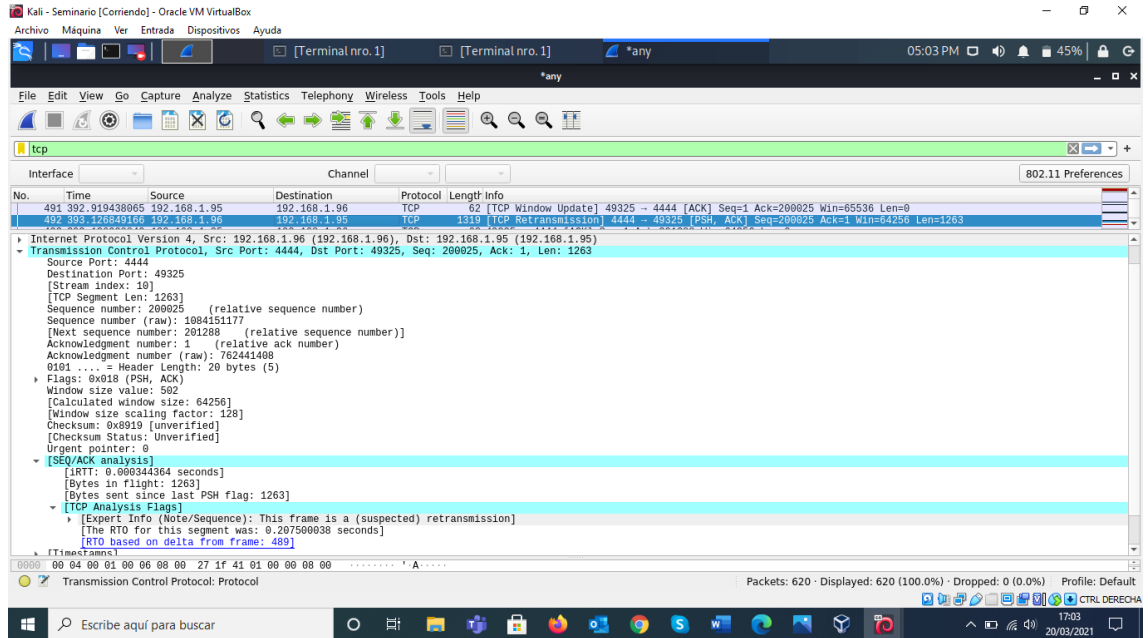 Kali - Seminario [Corriendo] - Oracle VM VirtualBox
Archivo Máquina Ver Entrada Dispositivos Ayuda
[Terminal nro. 1] [Terminal nro. 1] *any 05:03 PM 45%
*any
File Edit View Go Capture Analyze Statistics Telephony Wireless Tools Help
tcp
Interface Channel 802.11 Preferences
No. Time Source Destination Protocol Length Info
491 392.919438065 192.168.1.95 192.168.1.96 TCP 62 [TCP Window Update] 49325 → 4444 [ACK] Seq=1 Ack=200025 Win=65536 Len=0
492 393.126849166 192.168.1.96 192.168.1.95 TCP 1319 [TCP Retransmission] 4444 → 49325 [PSH, ACK] Seq=200025 Ack=1 Win=64256 Len=1263
Internet Protocol Version 4, Src: 192.168.1.96 (192.168.1.96), Dst: 192.168.1.95 (192.168.1.95)
Transmission Control Protocol, Src Port: 4444, Dst Port: 49325, Seq: 200025, Ack: 1, Len: 1263
Source Port: 4444
Destination Port: 49325
[Stream index: 10]
[TCP Segment Len: 1263]
Sequence number: 200025 (relative sequence number)
Sequence number (raw): 1084151177
[Next sequence number: 201288 (relative sequence number)]
Acknowledgment number: 1 (relative ack number)
Acknowledgment number (raw): 762441408
0101 .... = Header Length: 20 bytes (5)
Flags: 0x018 (PSH, ACK)
Window size value: 502
[Calculated window size: 64256]
[Window size scaling factor: 128]
Checksum: 0x8919 [unverified]
[Checksum Status: Unverified]
Urgent pointer: 0
[SEQ/ACK analysis]
[iRTT: 0.000344364 seconds]
[Bytes in flight: 1263]
[Bytes sent since last PSH flag: 1263]
[TCP Analysis Flags]
[Expert Info (Note/Sequence): This frame is a (suspected) retransmission]
[The RTO for this segment was: 0.207500038 seconds]
[RTO based on delta from frame: 489]
[Timestamps]
0000 00 04 00 01 00 06 08 00 27 1f 41 01 00 00 08 00 ········ '·A·····
Transmission Control Protocol: Protocol Packets: 620 · Displayed: 620 (100.0%) · Dropped: 0 (0.0%) Profile: Default
CTRL DERECHA
Escribe aquí para buscar
17:03
20/03/2021